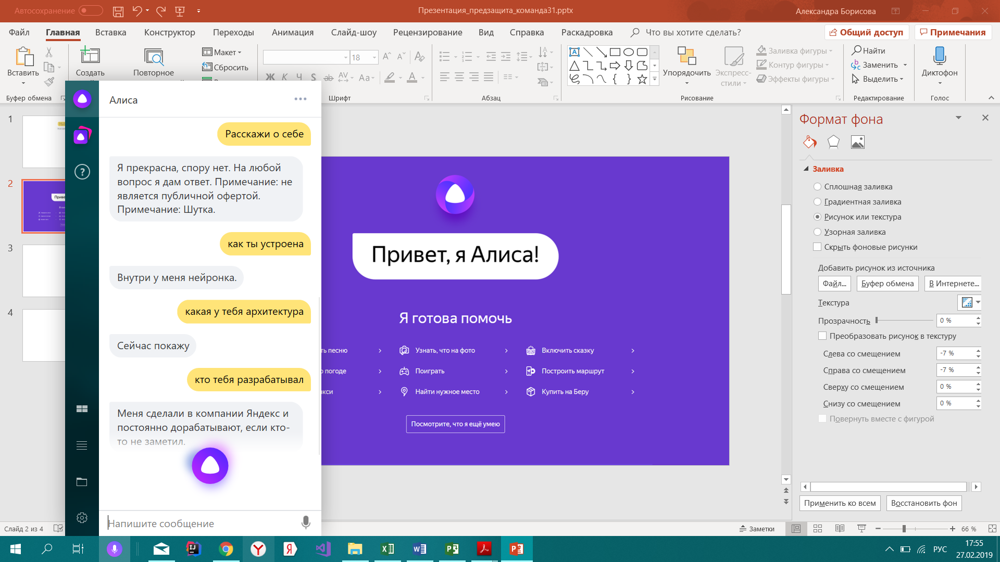 Автосохранение
Презентация_предзащита_команда31.pptx
Александра Борисова
Файл
Главная
Вставка
Конструктор
Переходы
Анимация
Слайд-шоу
Рецензирование
Вид
Справка
Раскадровка
Что вы хотите сделать?
Общий доступ
Примечания
Вставить
Буфер обмена
Создать
Повторное
Макет
Сбросить
18
Ж К Ч S ab AV Aa А
Шрифт
Абзац
Упорядочить
Экспресс-
стили
Заливка фигуры
Контур фигуры
Эффекты фигуры
Рисование
Найти
Заменить
Выделить
Редактирование
Диктофон
Голос
1
2
3
4
Алиса
Расскажи о себе
Я прекрасна, спору нет. На любой
вопрос я дам ответ. Примечание: не
является публичной офертой.
Примечание: Шутка.
как ты устроена
Внутри у меня нейронка.
какая у тебя архитектура
Сейчас покажу
кто тебя разрабатывал
Меня сделали в компании Яндекс и
постоянно дорабатывают, если кто-
то не заметил.
Напишите сообщение
Привет, я Алиса!
Я готова помочь
песню
Узнать, что на фото
Включить сказку
погоде
Поиграть
Построить маршрут
Найти нужное место
Купить на Беру
Посмотрите, что я ещё умею
Формат фона
Заливка
Сплошная заливка
Градиентная заливка
Рисунок или текстура
Узорная заливка
Скрыть фоновые рисунки
Добавить рисунок из источника
Файл...
Буфер обмена
В Интернете...
Текстура
Прозрачность
0 %
Преобразовать рисунок в текстуру
Слева со смещением
-7 %
Справа со смещением
-7 %
Сверху со смещением
0 %
Снизу со смещением
0 %
Повернуть вместе с фигурой
Применить ко всем
Восстановить фон
Слайд 2 из 4
Заметки
66 %
РУС
17:55
27.02.2019